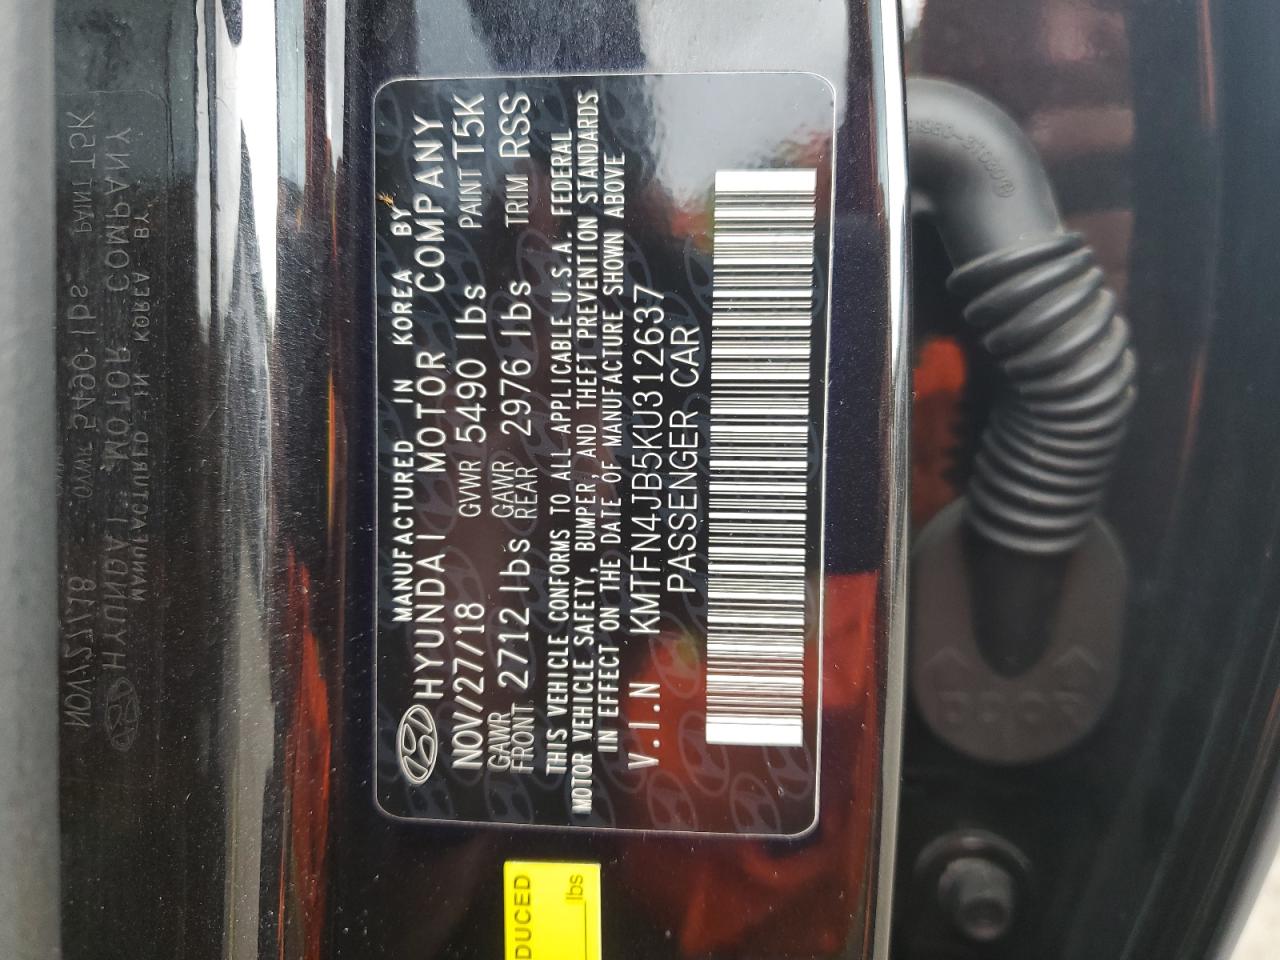 MANUFACTURED IN KOREA BY
HYUNDAI MOTOR COMPANY
NOV/27/18 GVWR 5490 lbs PAINT T5K
GAWR FRONT 2712 lbs GAWR REAR 2976 lbs TRIM RSS
THIS VEHICLE CONFORMS TO ALL APPLICABLE U.S.A. FEDERAL
MOTOR VEHICLE SAFETY, BUMPER, AND THEFT PREVENTION STANDARDS
IN EFFECT ON THE DATE OF MANUFACTURE SHOWN ABOVE
V.I.N KMTFN4JB5KU312637
PASSENGER CAR
DUCED
lbs
DOOR